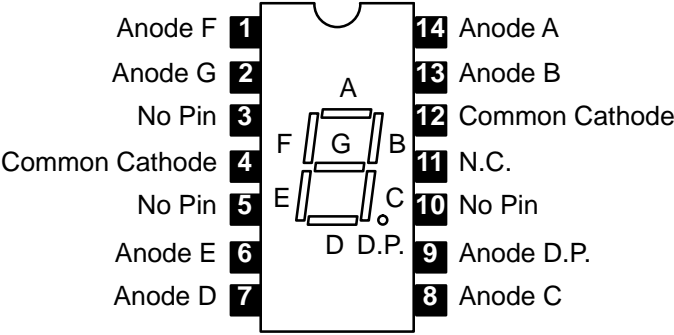 Anode F 1 14 Anode A
Anode G 2 13 Anode B
A
No Pin 3 12 Common Cathode
F G B
Common Cathode 4 11 N.C.
E C
No Pin 5 10 No Pin
D D.P.
Anode E 6 9 Anode D.P.
Anode D 7 8 Anode C